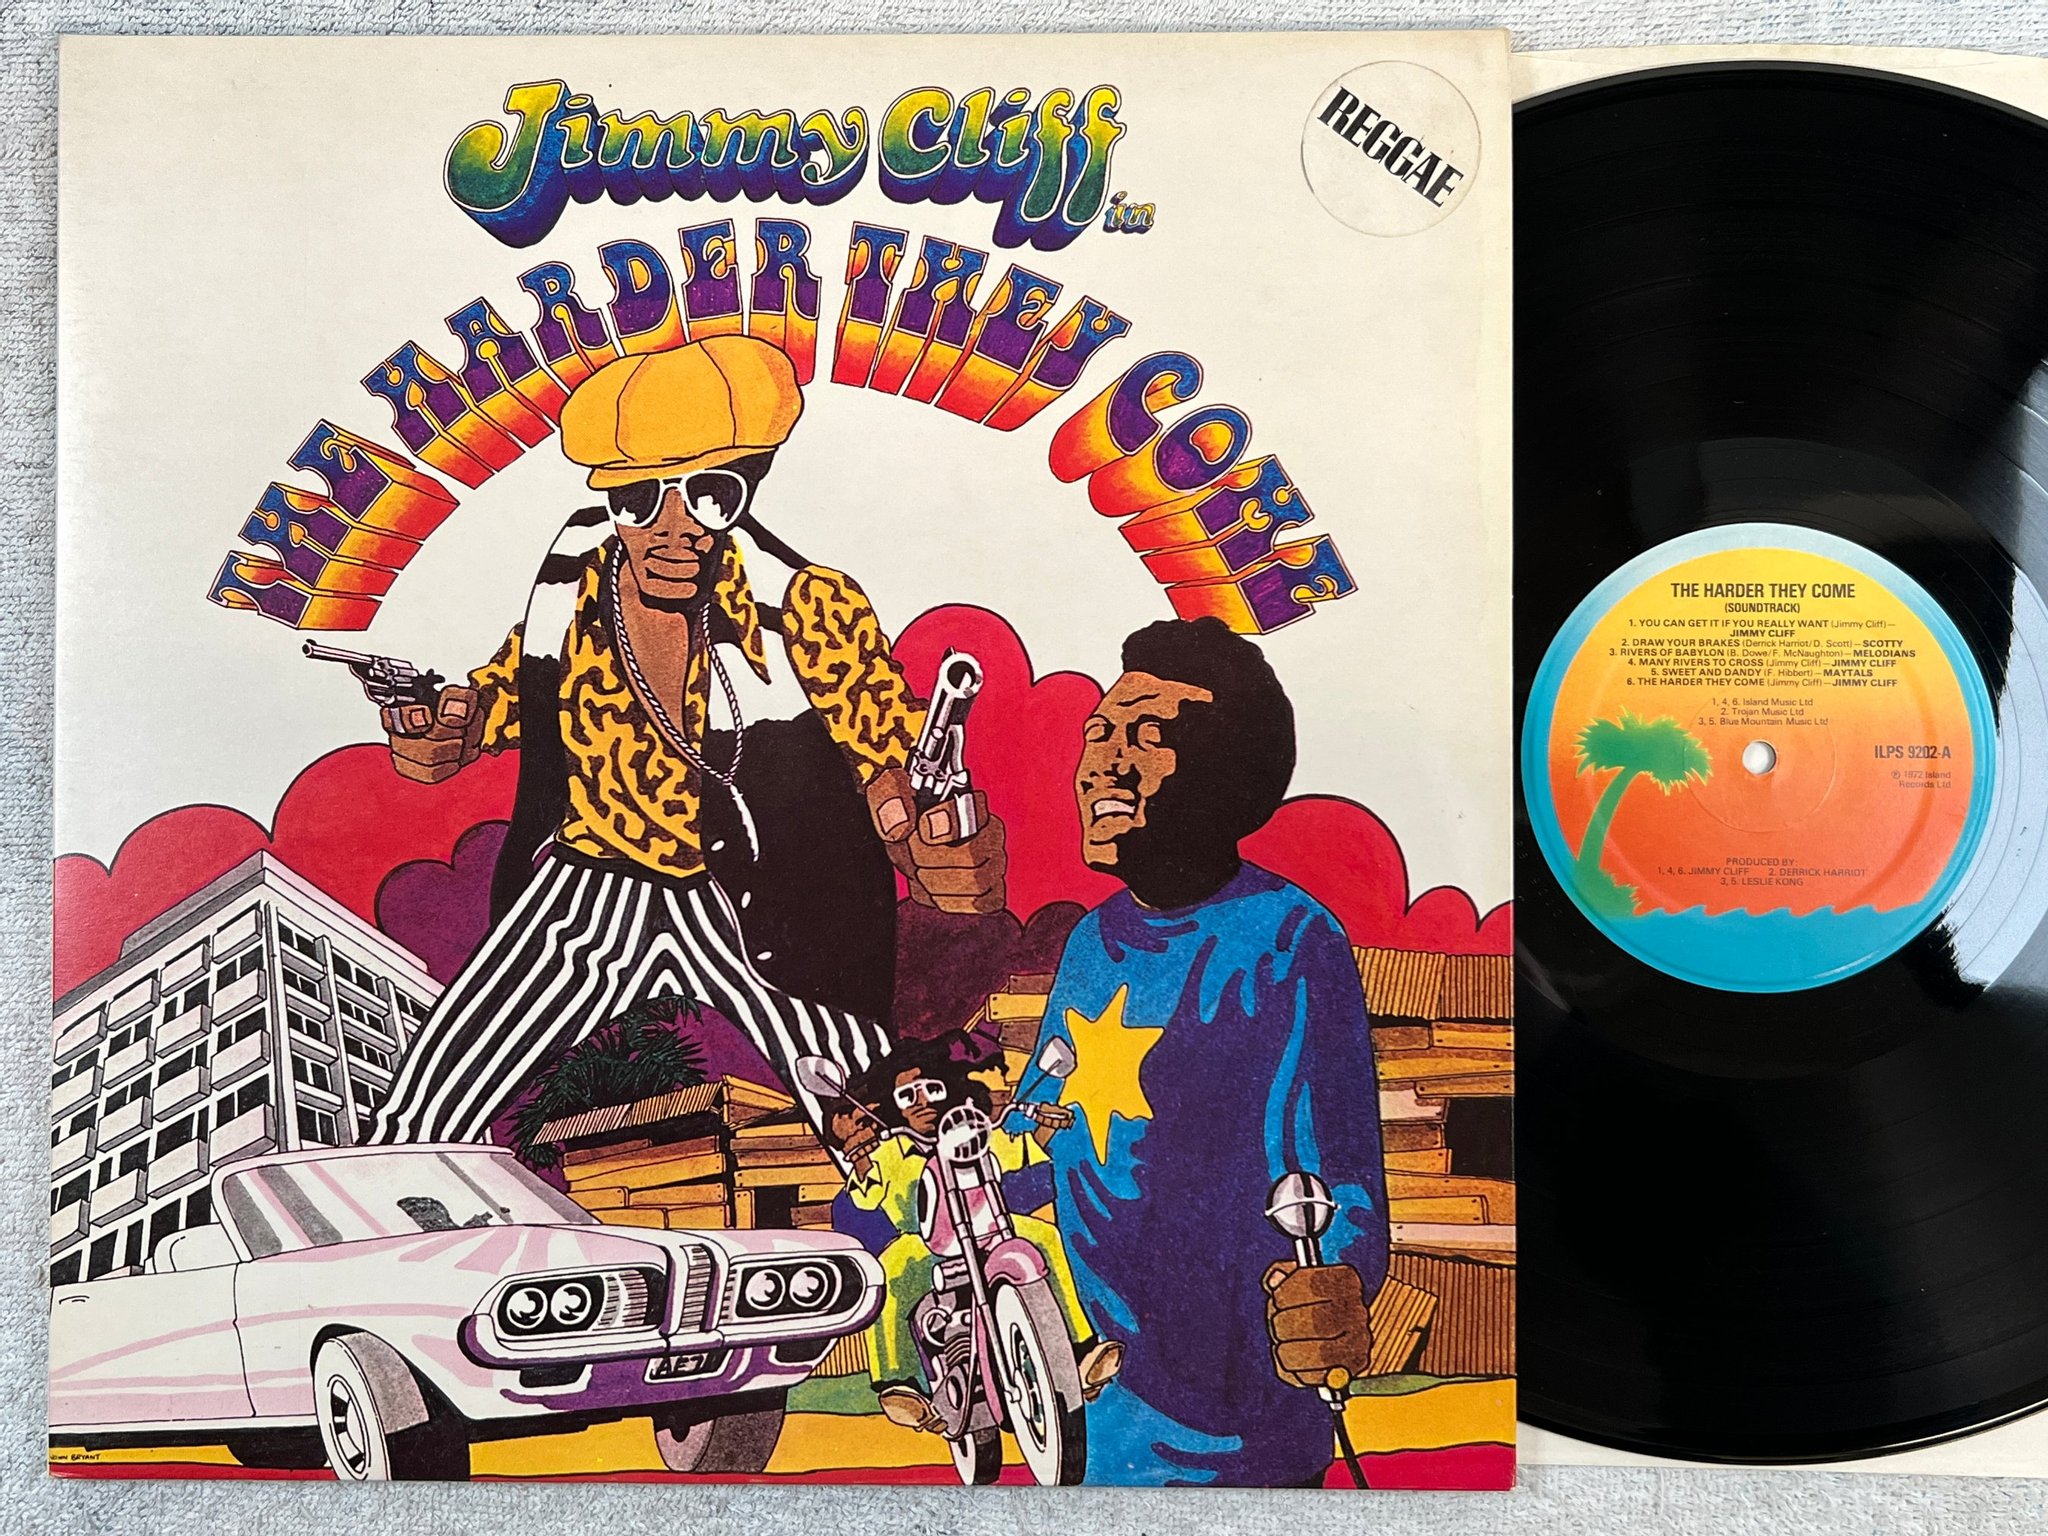 Jimmy Cliff in
THE HARDER THEY COME
REGGAE
AE7
JOHN BRYANT
THE HARDER THEY COME
(SOUNDTRACK)
1. YOU CAN GET IT IF YOU REALLY WANT (Jimmy Cliff)—
JIMMY CLIFF
2. DRAW YOUR BRAKES (Derrick Harriot/D. Scott)—SCOTTY
3. RIVERS OF BABYLON (B. Dowe/F. McNaughton)—MELODIANS
4. MANY RIVERS TO CROSS (Jimmy Cliff)—JIMMY CLIFF
5. SWEET AND DANDY (F. Hibbert)—MAYTALS
6. THE HARDER THEY COME (Jimmy Cliff)—JIMMY CLIFF
1, 4, 6. Island Music Ltd
2. Trojan Music Ltd
3, 5. Blue Mountain Music Ltd
ILPS 9202-A
℗ 1972 Island
Records Ltd
PRODUCED BY:
1, 4, 6. JIMMY CLIFF 2. DERRICK HARRIOT
3, 5. LESLIE KONG